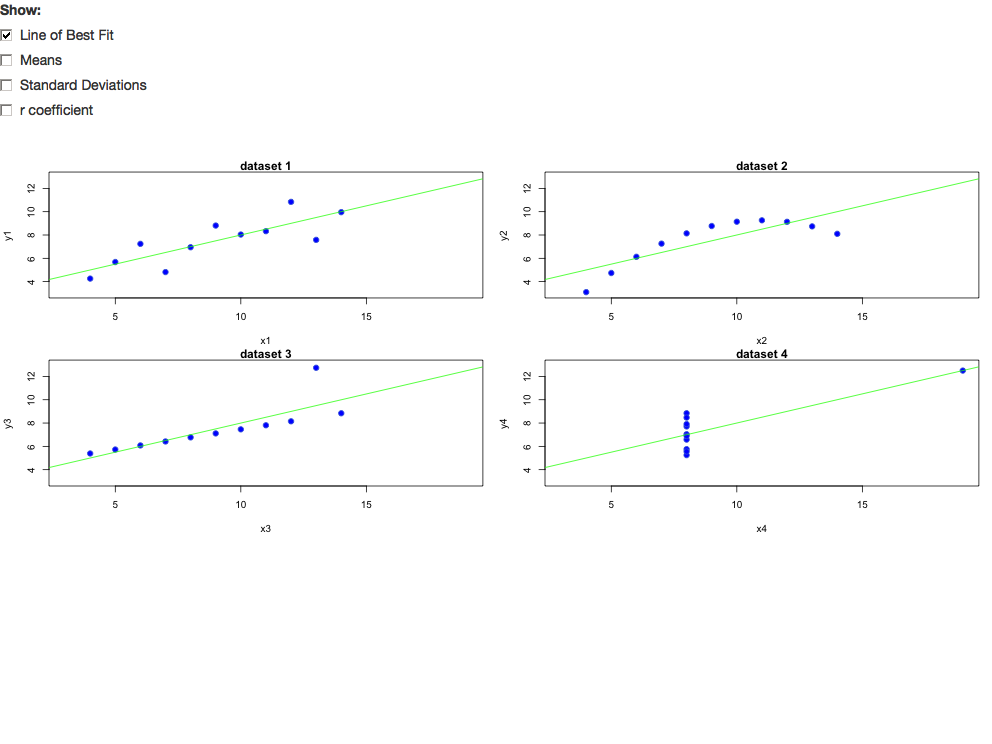 Show:
Line of Best Fit
Means
Standard Deviations
r coefficient
dataset 1
y1
12
10
8
6
4
5 10 15
x1
dataset 2
y2
12
10
8
6
4
5 10 15
x2
dataset 3
y3
12
10
8
6
4
5 10 15
x3
dataset 4
y4
12
10
8
6
4
5 10 15
x4